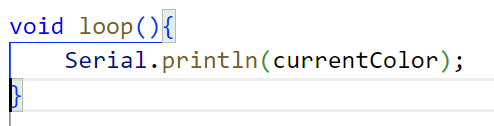 void loop(){
    Serial.println(currentColor);
}